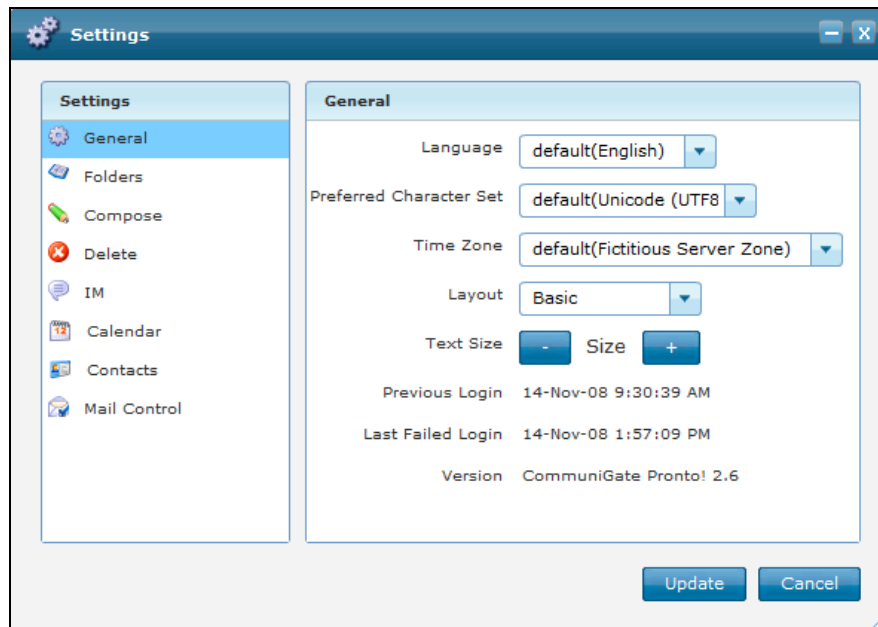 Settings
Settings
General
Folders
Compose
Delete
IM
12
Calendar
Contacts
Mail Control
General
Language default(English)
Preferred Character Set default(Unicode (UTF8
Time Zone default(Fictitious Server Zone)
Layout Basic
Text Size - Size +
Previous Login 14-Nov-08 9:30:39 AM
Last Failed Login 14-Nov-08 1:57:09 PM
Version CommuniGate Pronto! 2.6
Update Cancel